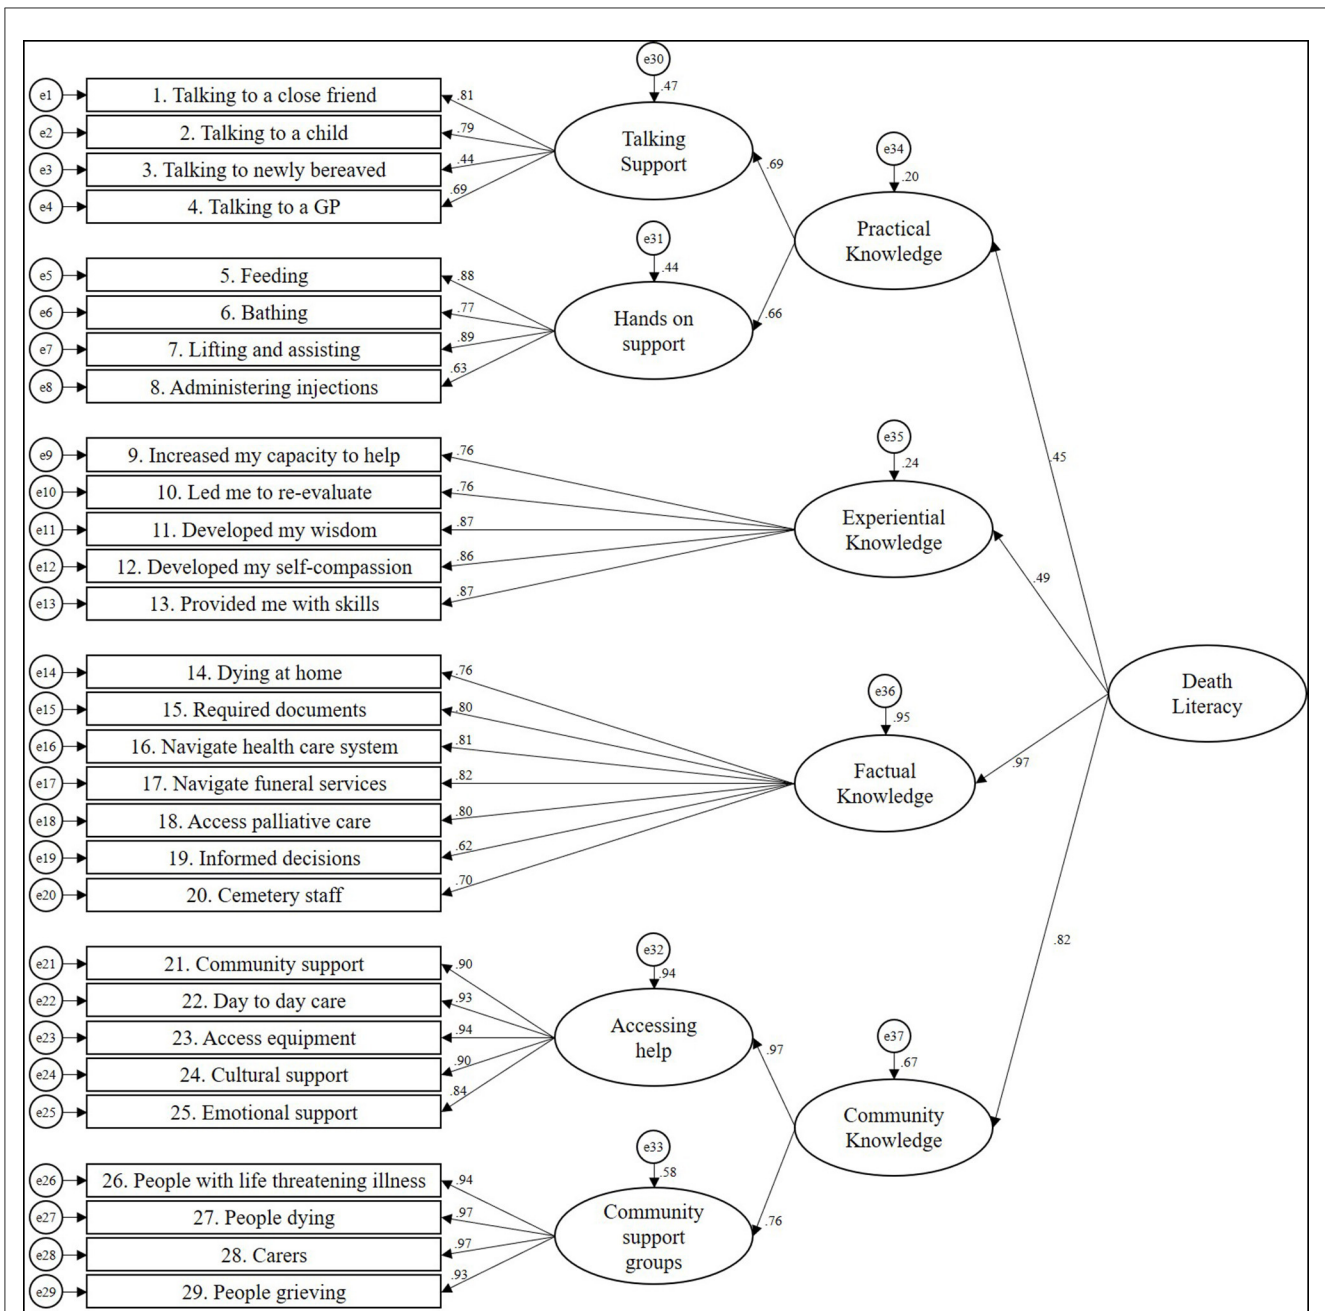 e30
.47
e1
1. Talking to a close friend
.81
e2
2. Talking to a child
.79
e3
3. Talking to newly bereaved
.44
e4
4. Talking to a GP
.69
Talking
Support
.69
e34
.20
Practical
Knowledge
e31
.44
e5
5. Feeding
.88
e6
6. Bathing
.77
e7
7. Lifting and assisting
.89
e8
8. Administering injections
.63
Hands on
support
.66
.45
e35
.24
e9
9. Increased my capacity to help
.76
e10
10. Led me to re-evaluate
.76
e11
11. Developed my wisdom
.87
e12
12. Developed my self-compassion
.86
e13
13. Provided me with skills
.87
Experiential
Knowledge
.49
Death
Literacy
e14
14. Dying at home
.76
e15
15. Required documents
.80
e16
16. Navigate health care system
.81
e17
17. Navigate funeral services
.82
e18
18. Access palliative care
.80
e19
19. Informed decisions
.62
e20
20. Cemetery staff
.70
e36
.95
Factual
Knowledge
.97
.82
e32
.94
e21
21. Community support
.90
e22
22. Day to day care
.93
e23
23. Access equipment
.94
e24
24. Cultural support
.90
e25
25. Emotional support
.84
Accessing
help
.97
e37
.67
Community
Knowledge
e33
.58
e26
26. People with life threatening illness
.94
e27
27. People dying
.97
e28
28. Carers
.97
e29
29. People grieving
.93
Community
support
groups
.76